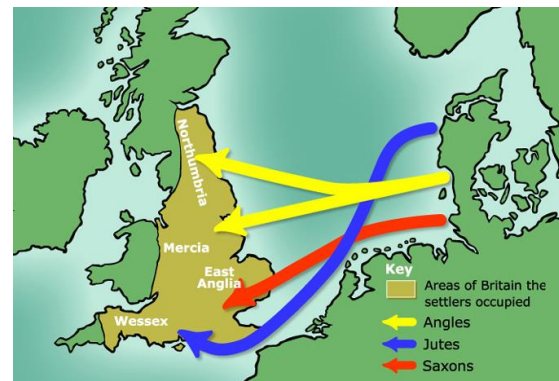 Northumbria
Mercia
East
Anglia
Wessex
Key
Areas of Britain the
settlers occupied
Angles
Jutes
Saxons